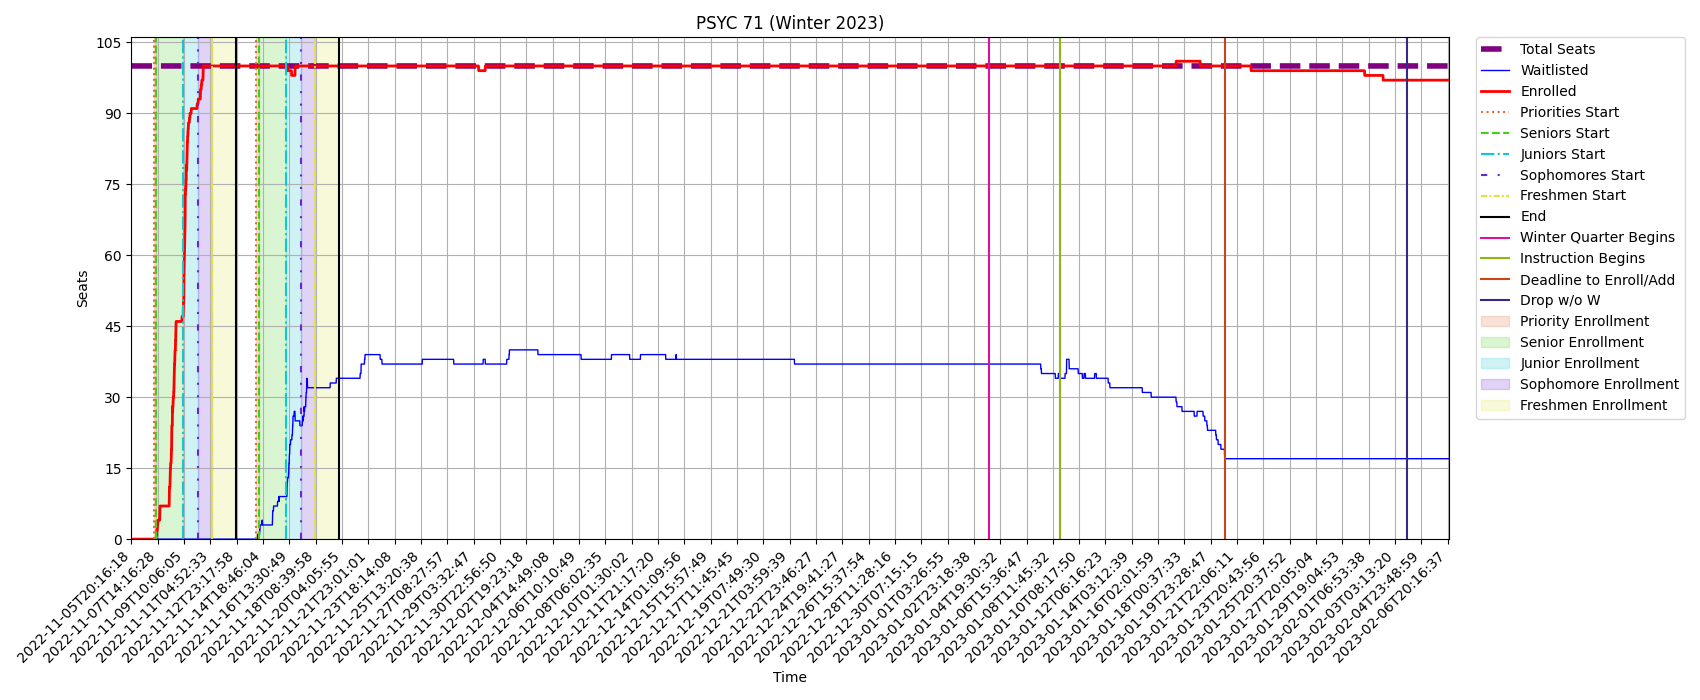 PSYC 71 (Winter 2023)
Seats
105
90
75
60
45
30
15
0
2022-11-05T20:16:18
2022-11-07T14:16:28
2022-11-09T10:06:05
2022-11-11T04:52:33
2022-11-12T23:17:58
2022-11-14T18:46:04
2022-11-16T13:30:49
2022-11-18T08:39:58
2022-11-20T04:05:55
2022-11-21T23:01:01
2022-11-23T18:14:08
2022-11-25T13:20:38
2022-11-27T08:27:57
2022-11-29T03:32:47
2022-11-30T22:56:50
2022-12-02T19:23:18
2022-12-04T14:49:08
2022-12-06T10:10:49
2022-12-08T06:02:35
2022-12-10T01:30:02
2022-12-11T21:17:20
2022-12-14T01:09:56
2022-12-15T15:57:49
2022-12-17T11:45:45
2022-12-19T07:49:30
2022-12-21T03:59:39
2022-12-22T23:46:27
2022-12-24T19:41:27
2022-12-26T15:37:54
2022-12-28T11:28:16
2022-12-30T07:15:15
2023-01-01T03:26:55
2023-01-02T23:18:38
2023-01-04T19:30:32
2023-01-06T15:36:47
2023-01-08T11:45:32
2023-01-10T08:17:50
2023-01-12T06:16:23
2023-01-14T03:12:39
2023-01-16T02:01:59
2023-01-18T00:37:33
2023-01-19T23:28:47
2023-01-21T22:06:11
2023-01-23T20:43:56
2023-01-25T20:37:52
2023-01-27T20:05:04
2023-01-29T19:04:53
2023-02-01T06:53:38
2023-02-03T03:13:20
2023-02-04T23:48:59
2023-02-06T20:16:37
Time
Total Seats
Waitlisted
Enrolled
Priorities Start
Seniors Start
Juniors Start
Sophomores Start
Freshmen Start
End
Winter Quarter Begins
Instruction Begins
Deadline to Enroll/Add
Drop w/o W
Priority Enrollment
Senior Enrollment
Junior Enrollment
Sophomore Enrollment
Freshmen Enrollment